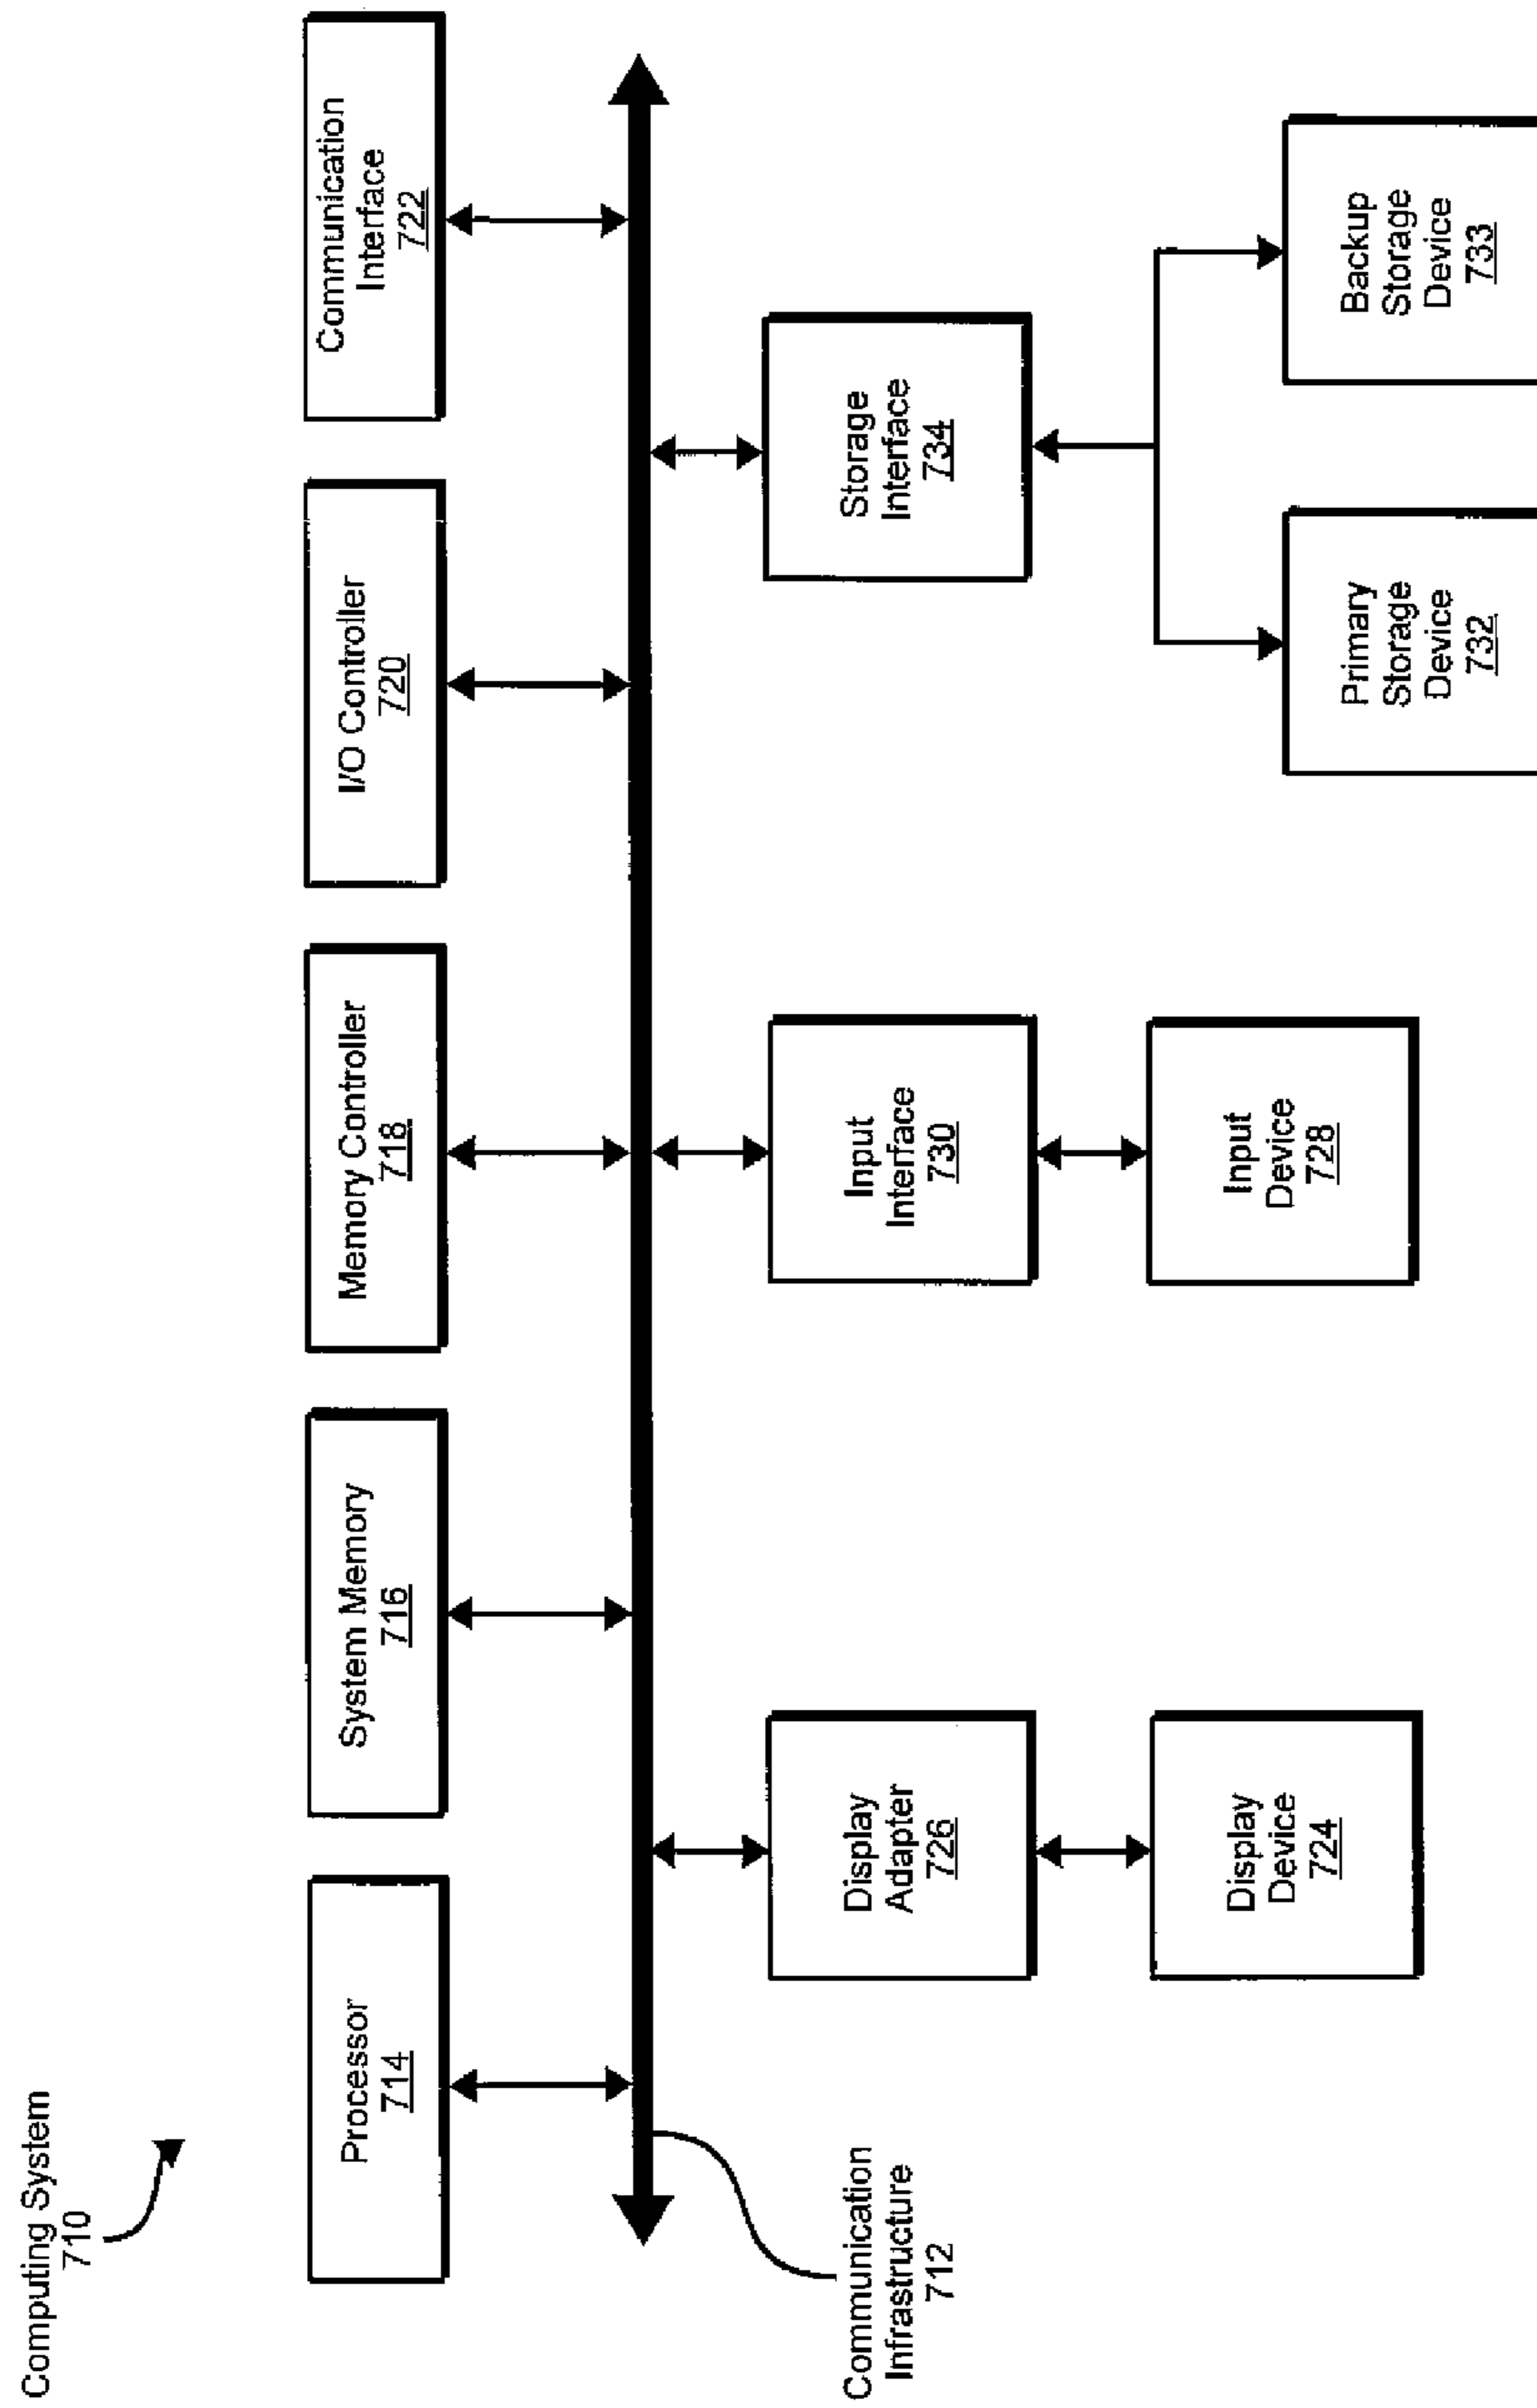 Computing System
710
Processor
714
System Memory
716
Memory Controller
718
I/O Controller
720
Communication
Interface
722
Communication
Infrastructure
712
Display
Adapter
726
Input
Interface
730
Storage
Interface
734
Display
Device
724
Input
Device
728
Primary
Storage
Device
732
Backup
Storage
Device
733